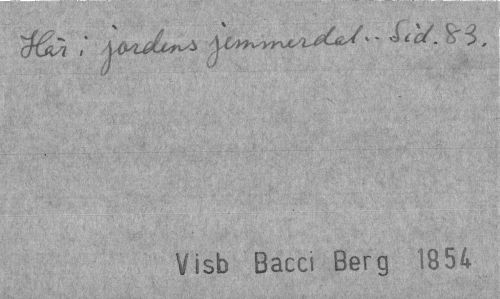 Här i jordens jemmerdal.. Sid. 83.
Visb Bacci Berg 1854